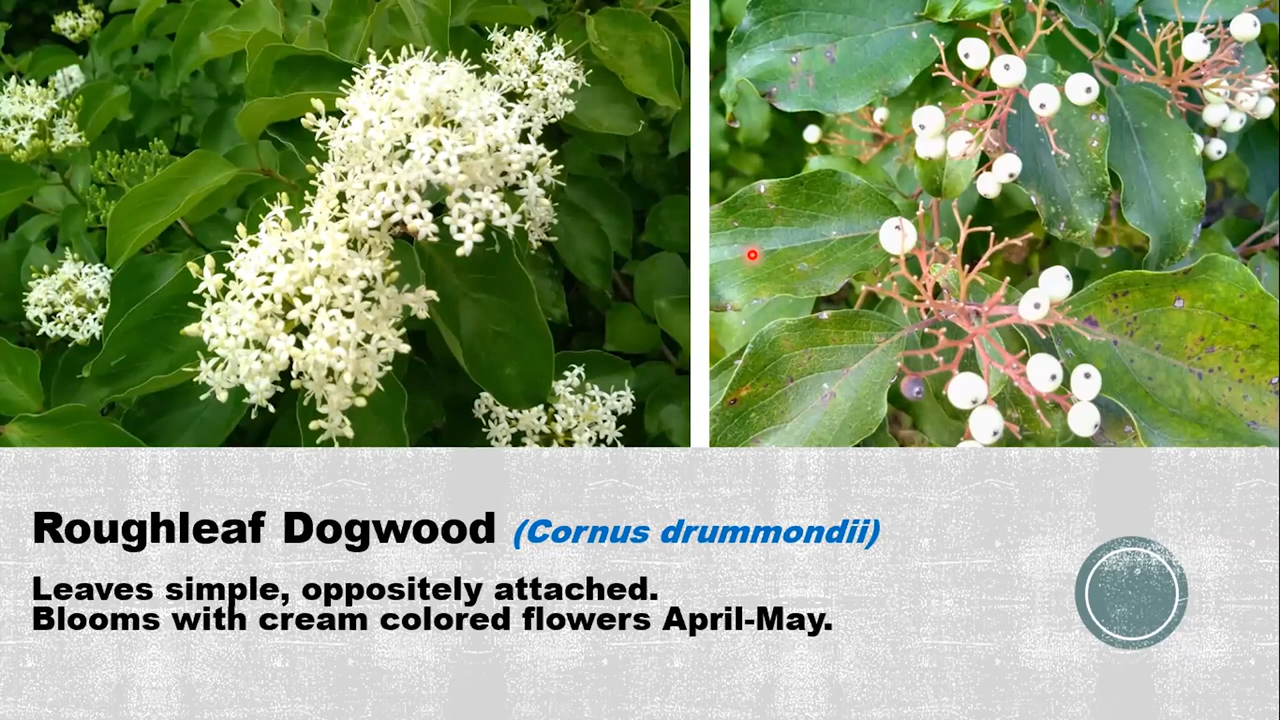 Roughleaf Dogwood (Cornus drummondii)
Leaves simple, oppositely attached.
Blooms with cream colored flowers April-May.